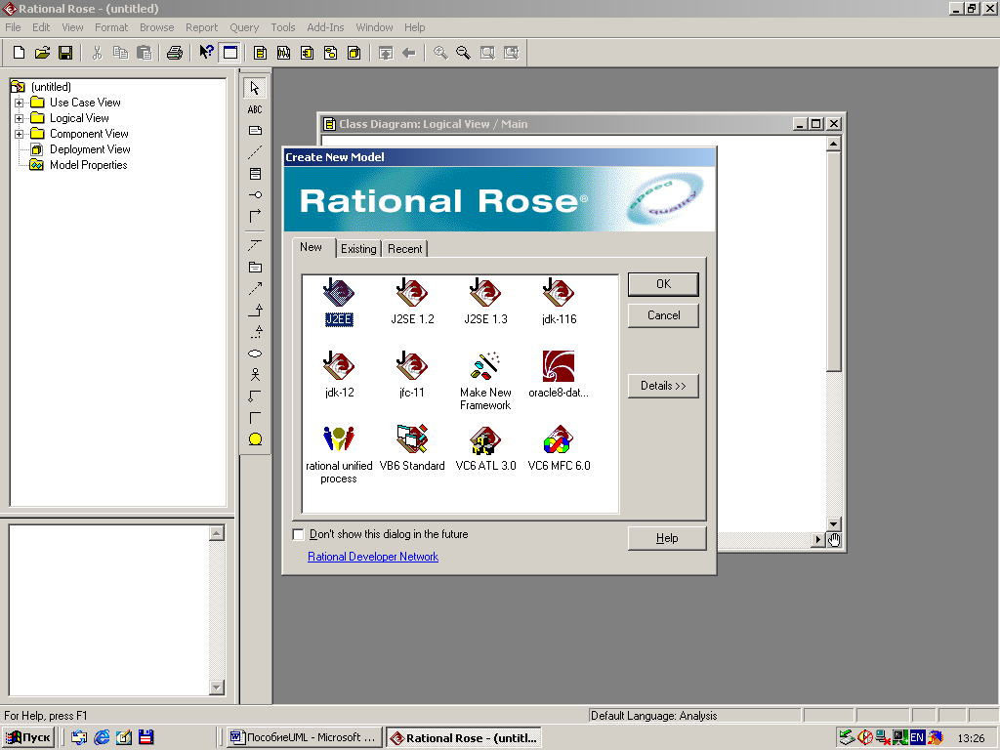 Rational Rose - (untitled)
File Edit View Format Browse Report Query Tools Add-Ins Window Help
(untitled)
Use Case View
Logical View
Component View
Deployment View
Model Properties
ABC
Class Diagram: Logical View / Main
Create New Model
Rational Rose®
speed
quality
New Existing Recent
J2EE J2SE 1.2 J2SE 1.3 jdk-116
jdk-12 jfc-11 Make New Framework oracle8-dat...
rational unified process VB6 Standard VC6 ATL 3.0 VC6 MFC 6.0
OK
Cancel
Details >>
Don't show this dialog in the future
Help
Rational Developer Network
For Help, press F1
Default Language: Analysis
Пуск
ПособиеUML - Microsoft ...
Rational Rose - (untitl...
EN
13:26